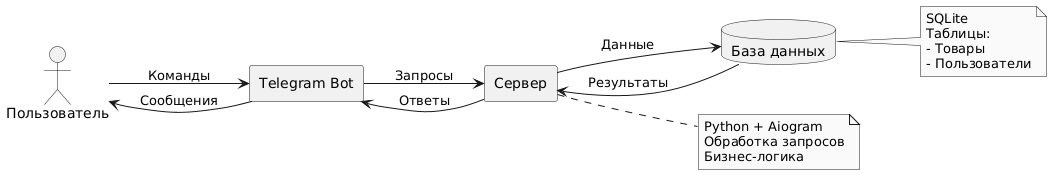 SQLite
Таблицы:
- Товары
- Пользователи
Данные
База данных
Команды
Запросы
Telegram Bot
Сервер
Результаты
Сообщения
Ответы
Пользователь
Python + Aiogram
Обработка запросов
Бизнес-логика